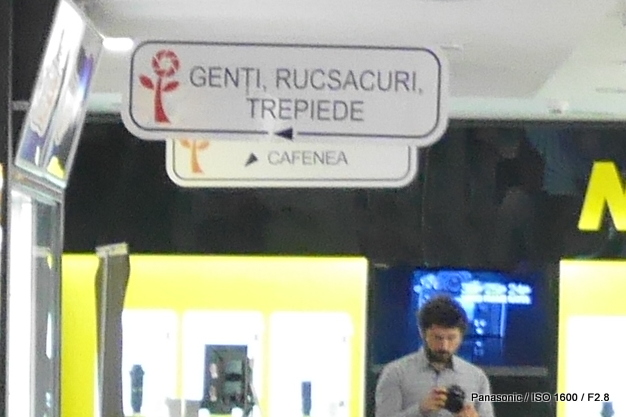 GENȚI, RUCSACURI,
TREPIEDE
CAFENEA
Panasonic / ISO 1600 / F2.8